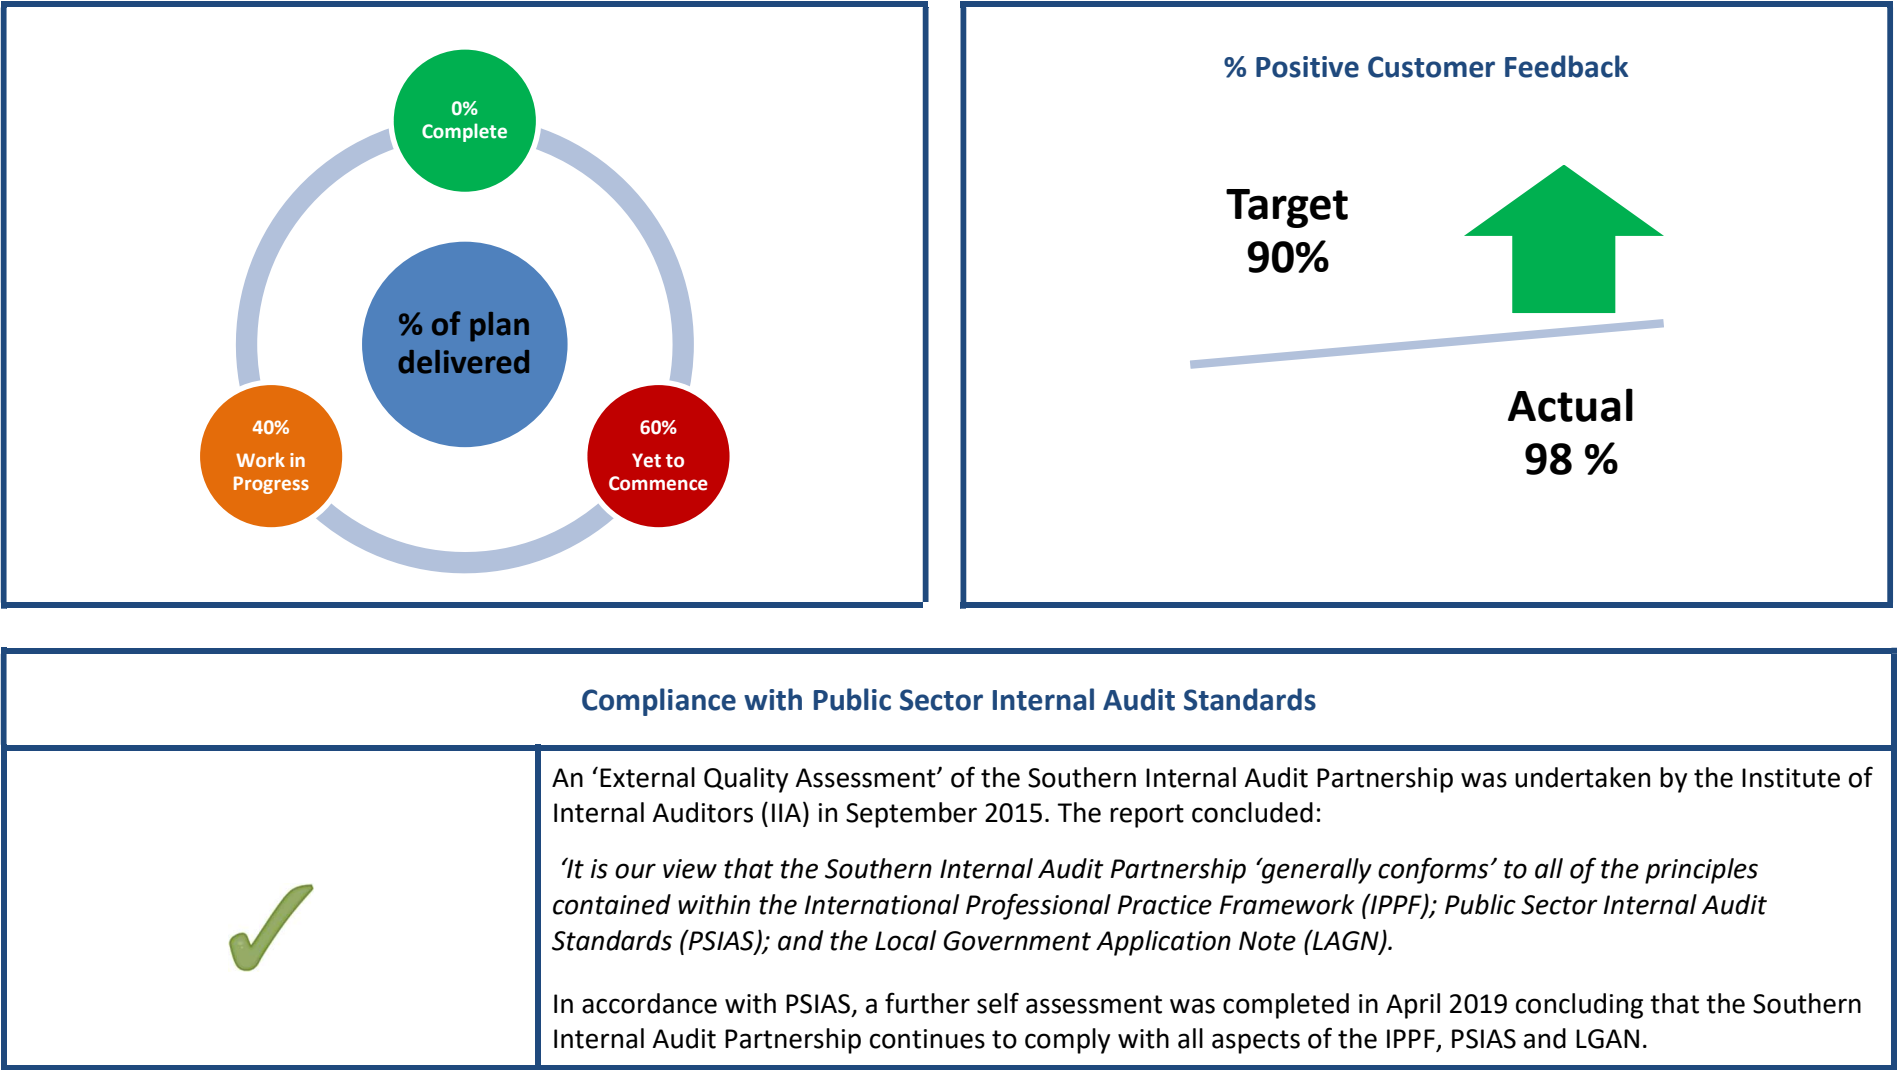 0%
Complete
% of plan
delivered
40%
Work in
Progress
60%
Yet to
Commence
% Positive Customer Feedback
Target
90%
Actual
98 %
Compliance with Public Sector Internal Audit Standards
An ‘External Quality Assessment’ of the Southern Internal Audit Partnership was undertaken by the Institute of
Internal Auditors (IIA) in September 2015. The report concluded:
‘It is our view that the Southern Internal Audit Partnership ‘generally conforms’ to all of the principles
contained within the International Professional Practice Framework (IPPF); Public Sector Internal Audit
Standards (PSIAS); and the Local Government Application Note (LAGN).
In accordance with PSIAS, a further self assessment was completed in April 2019 concluding that the Southern
Internal Audit Partnership continues to comply with all aspects of the IPPF, PSIAS and LGAN.